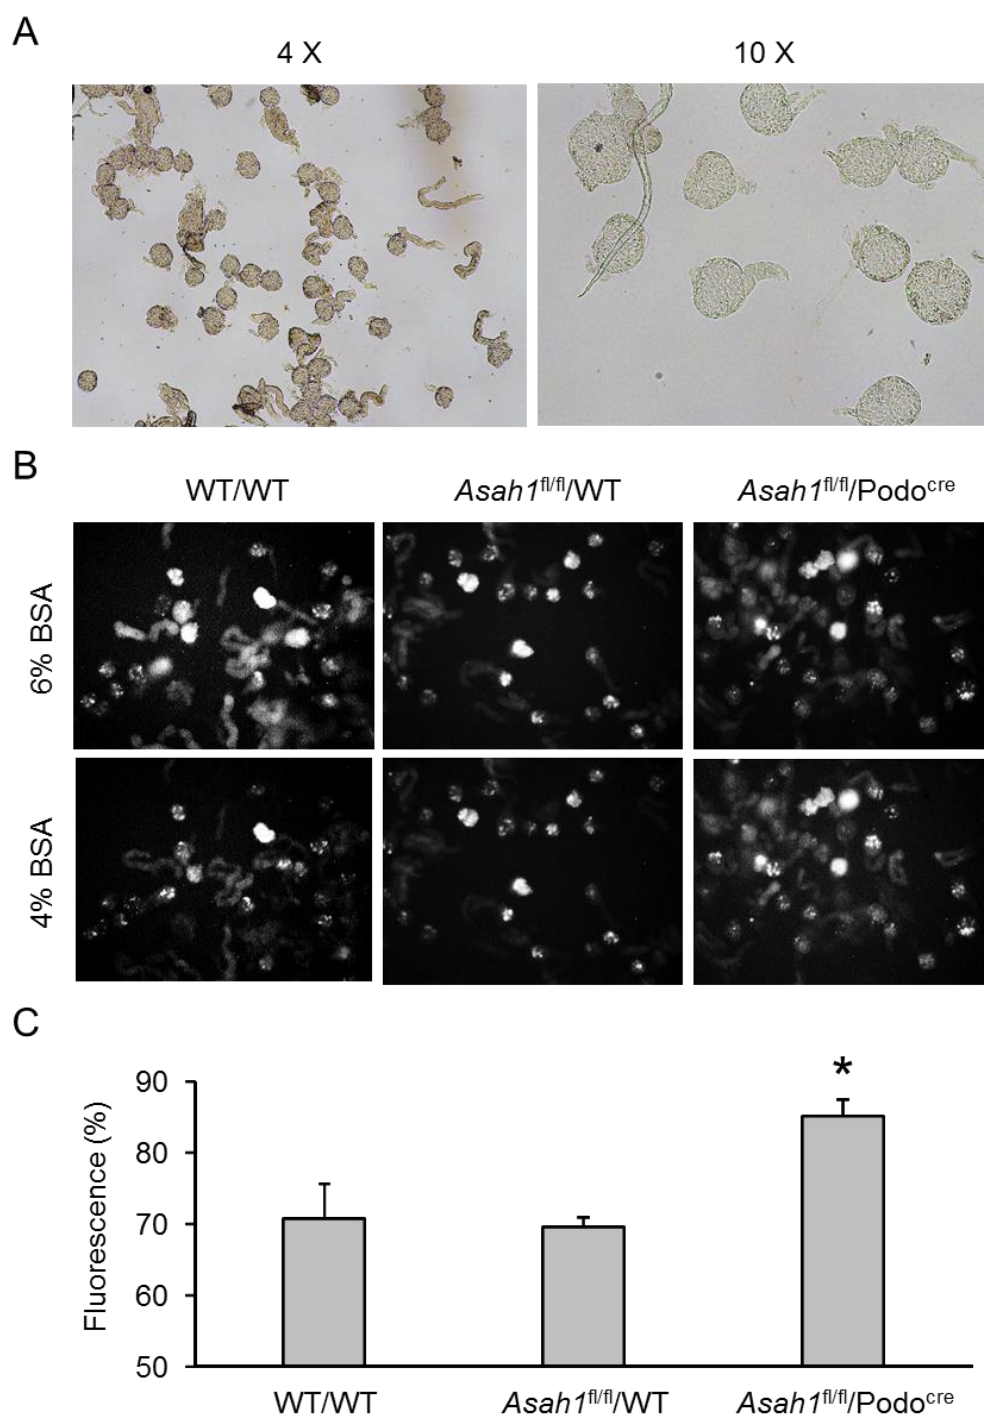 A
4 X 10 X
B
WT/WT Asah1fl/fl/WT Asah1fl/fl/Podocre
6% BSA
4% BSA
C
*
Fluorescence (%)
90
80
70
60
50
WT/WT Asah1fl/fl/WT Asah1fl/fl/Podocre